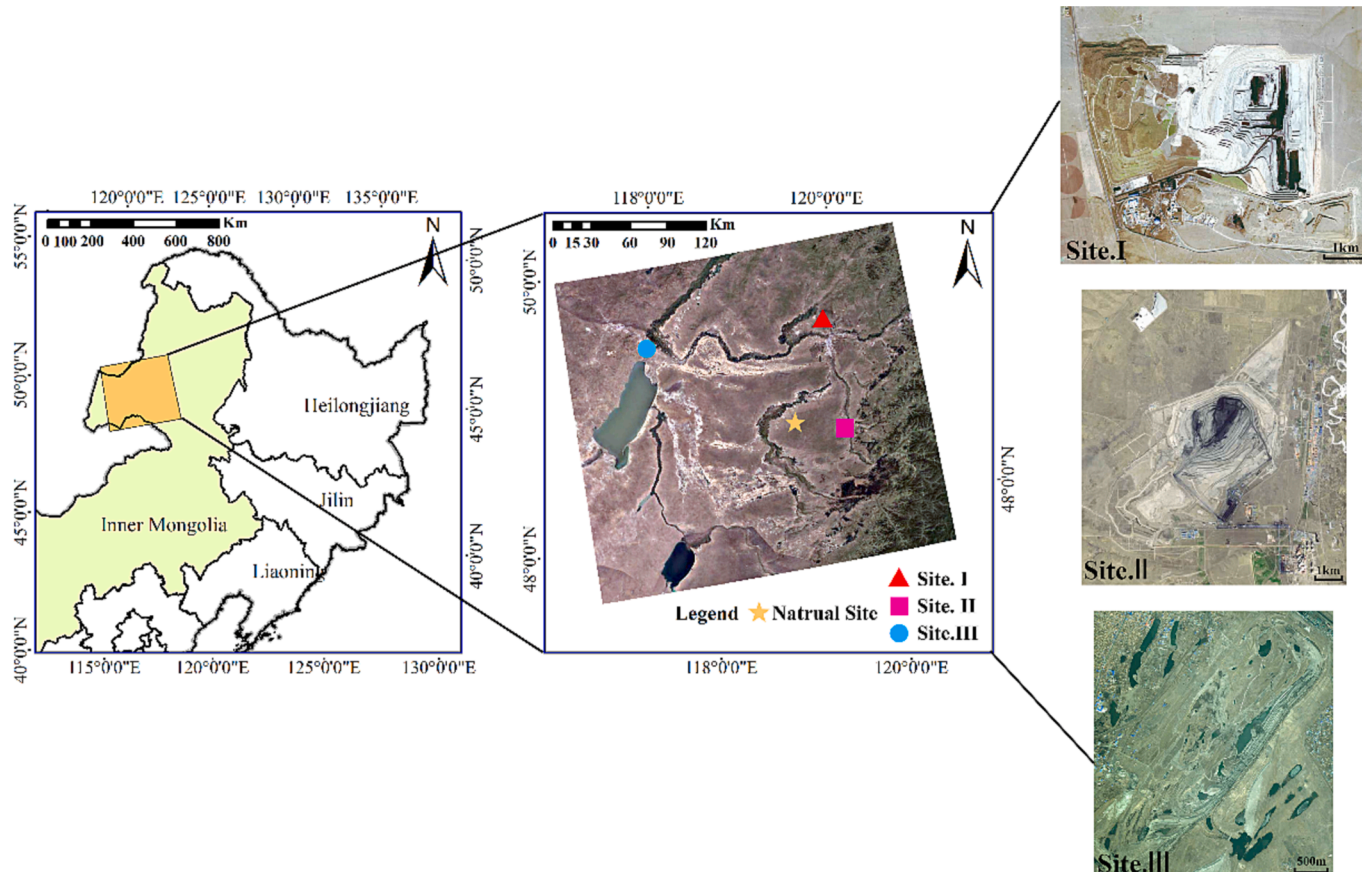 120°0'0"E 125°0'0"E 130°0'0"E 135°0'0"E
Km
0 100 200 400 600 800
N
55°0'0"N
50°0'0"N
45°0'0"N
40°0'0"N
50°0'0"N
45°0'0"N
40°0'0"N
Heilongjiang
Jilin
Inner Mongolia
Liaoning
115°0'0"E 120°0'0"E 125°0'0"E 130°0'0"E
118°0'0"E 120°0'0"E
Km
0 15 30 60 90 120
N
50°0'0"N
48°0'0"N
48°0'0"N
Site. I
Legend Natrual Site Site. II
Site.III
118°0'0"E 120°0'0"E
Site.I
1km
Site.II
1km
Site.III
500m